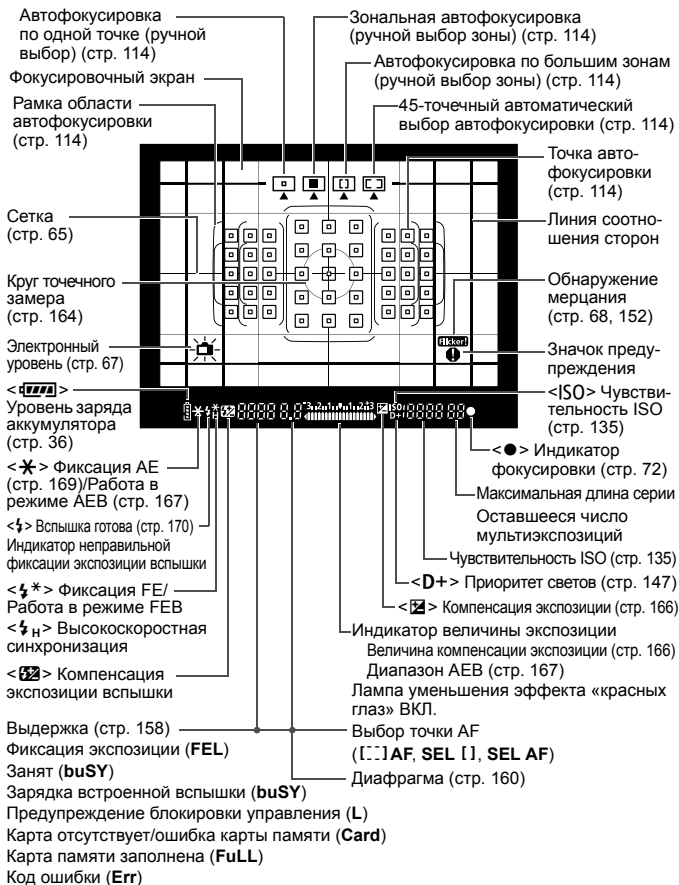 Автофокусировка
по одной точке (ручной
выбор) (стр. 114)
Фокусировочный экран
Рамка области
автофокусировки
(стр. 114)
Зональная автофокусировка
(ручной выбор зоны) (стр. 114)
Автофокусировка по большим зонам
(ручной выбор зоны) (стр. 114)
45-точечный автоматический
выбор автофокусировки (стр. 114)
Точка авто-
фокусировки
(стр. 114)
Линия соотно-
шения сторон
Обнаружение
мерцания
(стр. 68, 152)
Значок преду-
преждения
<ISO> Чувстви-
тельность ISO
(стр. 135)
<●> Индикатор
фокусировки (стр. 72)
Максимальная длина серии
Оставшееся число
мультиэкспозиций
Чувствительность ISO (стр. 135)
<D+> Приоритет светов (стр. 147)
< > Компенсация экспозиции (стр. 166)
Индикатор величины экспозиции
Величина компенсации экспозиции (стр. 166)
Диапазон AEB (стр. 167)
Лампа уменьшения эффекта «красных
глаз» ВКЛ.
Выбор точки AF
([ ] AF, SEL [ ], SEL AF)
Диафрагма (стр. 160)
Сетка
(стр. 65)
Круг точечного
замера
(стр. 164)
Электронный
уровень (стр. 67)
< >
Уровень заряда
аккумулятора
(стр. 36)
<✱> Фиксация AE
(стр. 169)/Работа в
режиме AEB (стр. 167)
<⚡> Вспышка готова (стр. 170)
Индикатор неправильной
фиксации экспозиции вспышки
<⚡*> Фиксация FE/
Работа в режиме FEB
<⚡H> Высокоскоростная
синхронизация
< > Компенсация
экспозиции вспышки
Выдержка (стр. 158)
Фиксация экспозиции (FEL)
Занят (buSY)
Зарядка встроенной вспышки (buSY)
Предупреждение блокировки управления (L)
Карта отсутствует/ошибка карты памяти (Card)
Карта памяти заполнена (FuLL)
Код ошибки (Err)
Flicker!
3..2..1..▪..1..2..3
ISO
D+